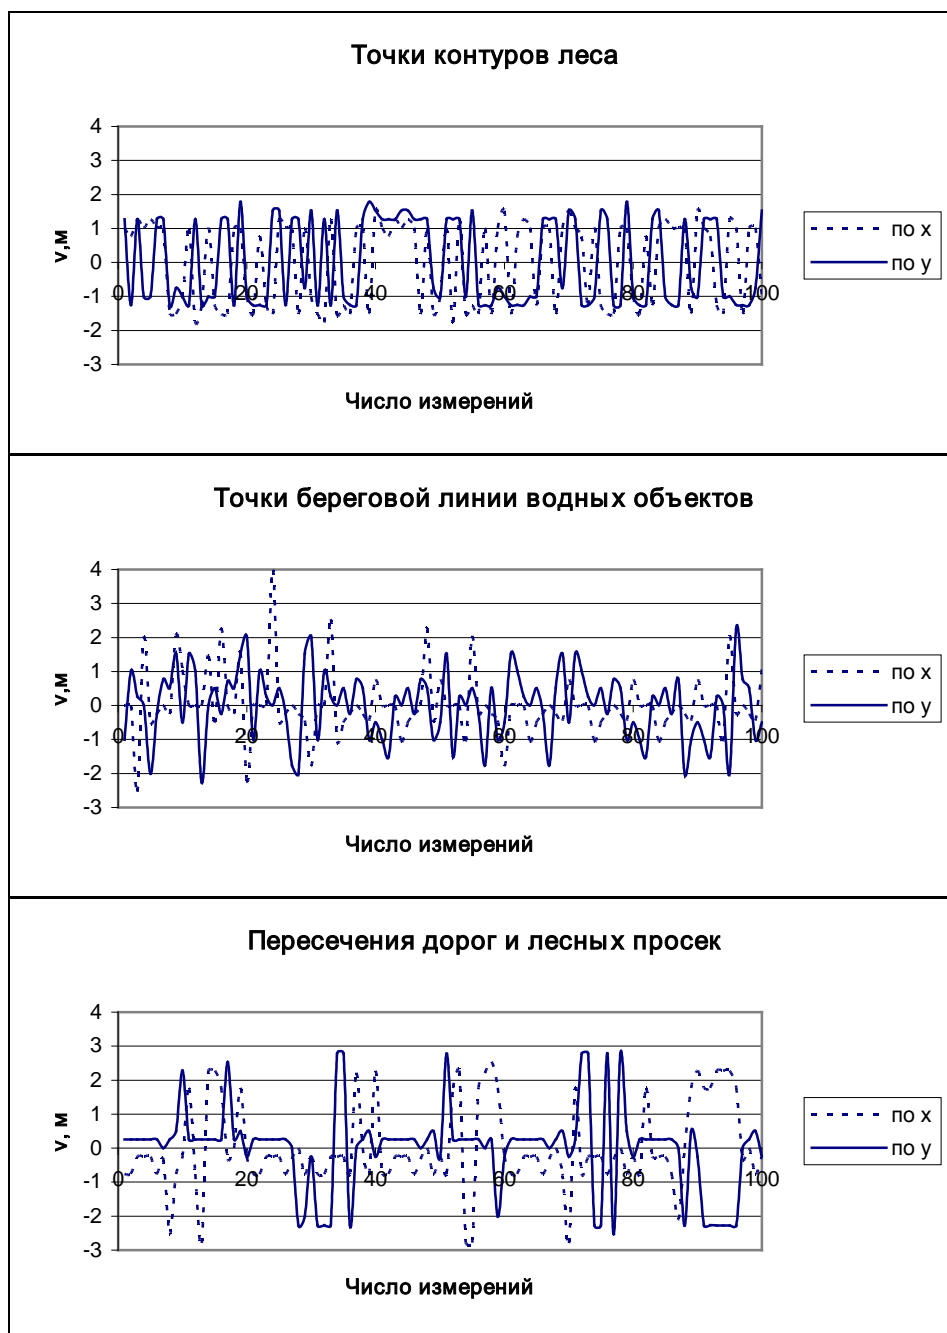 Точки контуров леса
4
3
2
1
0
-1
-2
-3
0 20 40 60 80 100
v,м
Число измерений
по x
по y
Точки береговой линии водных объектов
4
3
2
1
0
-1
-2
-3
0 20 40 60 80 100
v,м
Число измерений
по x
по y
Пересечения дорог и лесных просек
4
3
2
1
0
-1
-2
-3
0 20 40 60 80 100
v, м
Число измерений
по x
по y